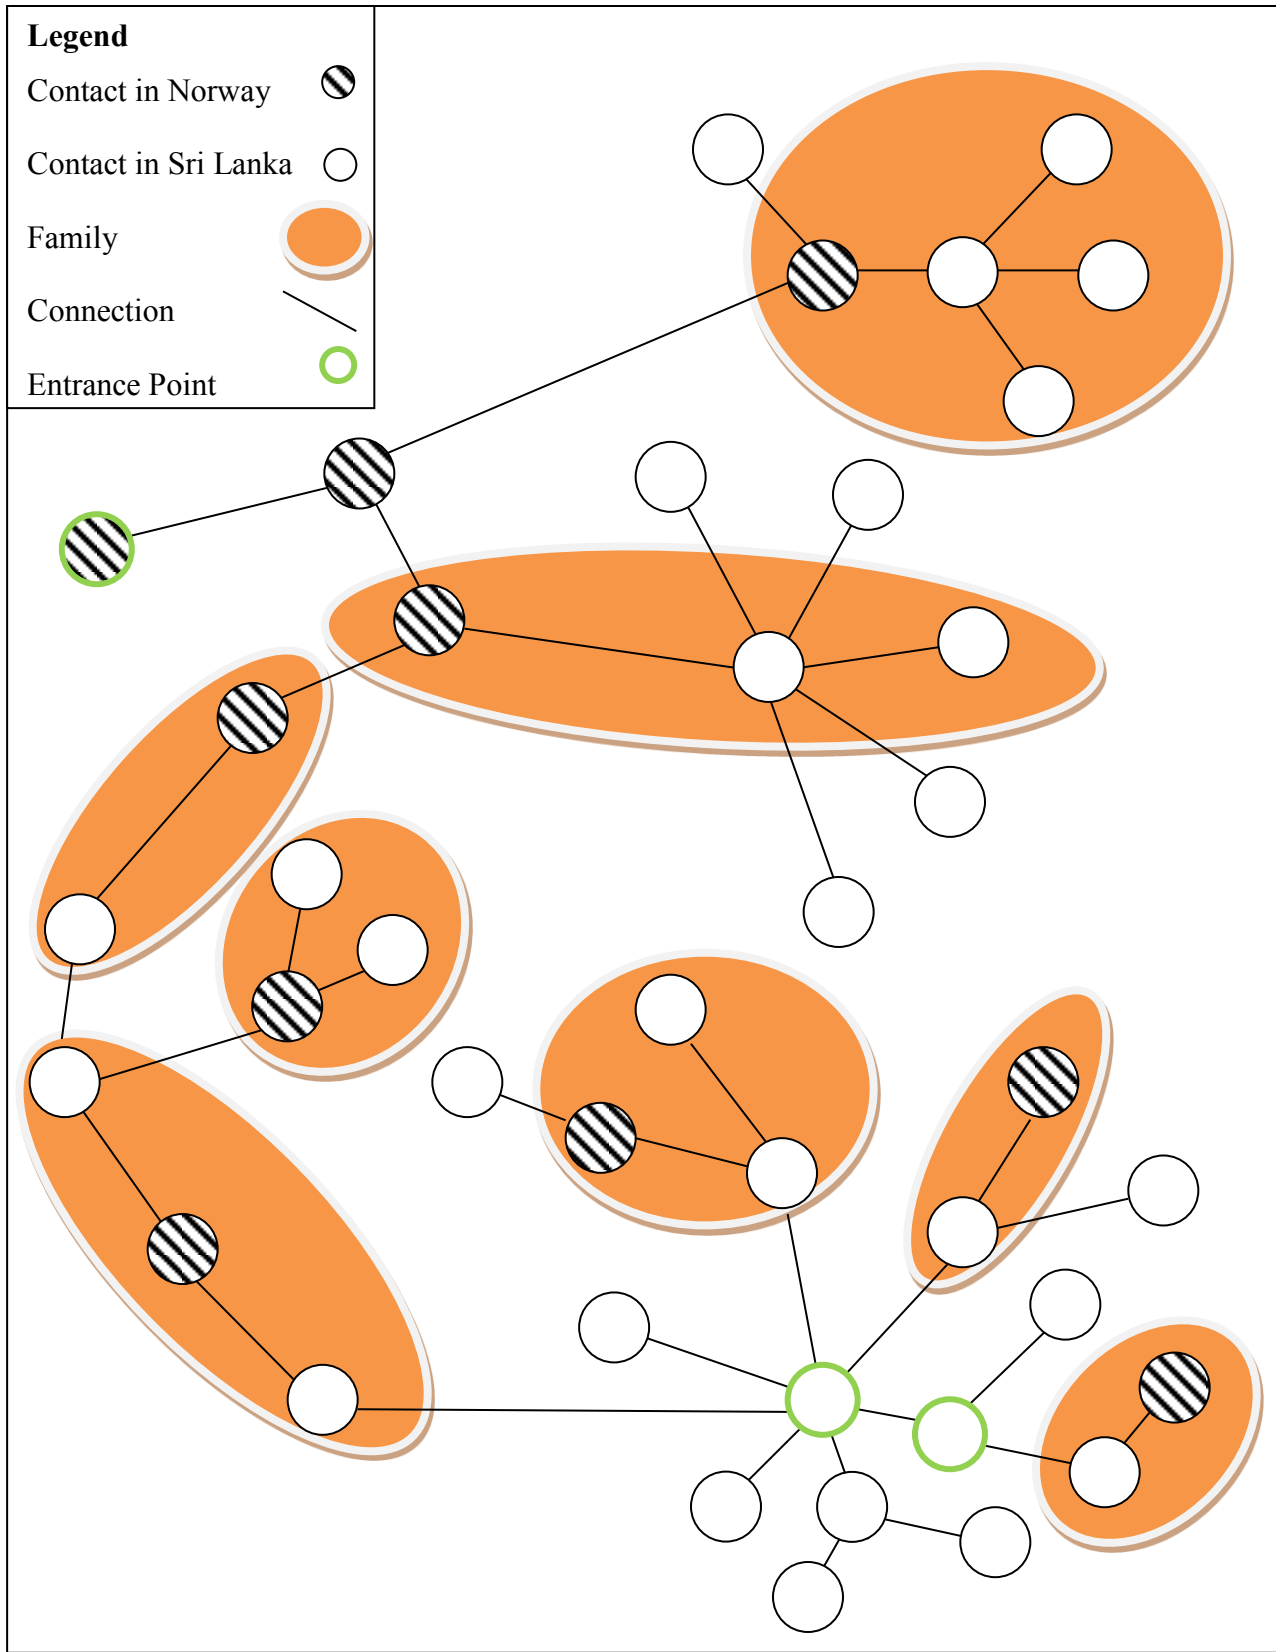 Legend
Contact in Norway
Contact in Sri Lanka
Family
Connection
Entrance Point